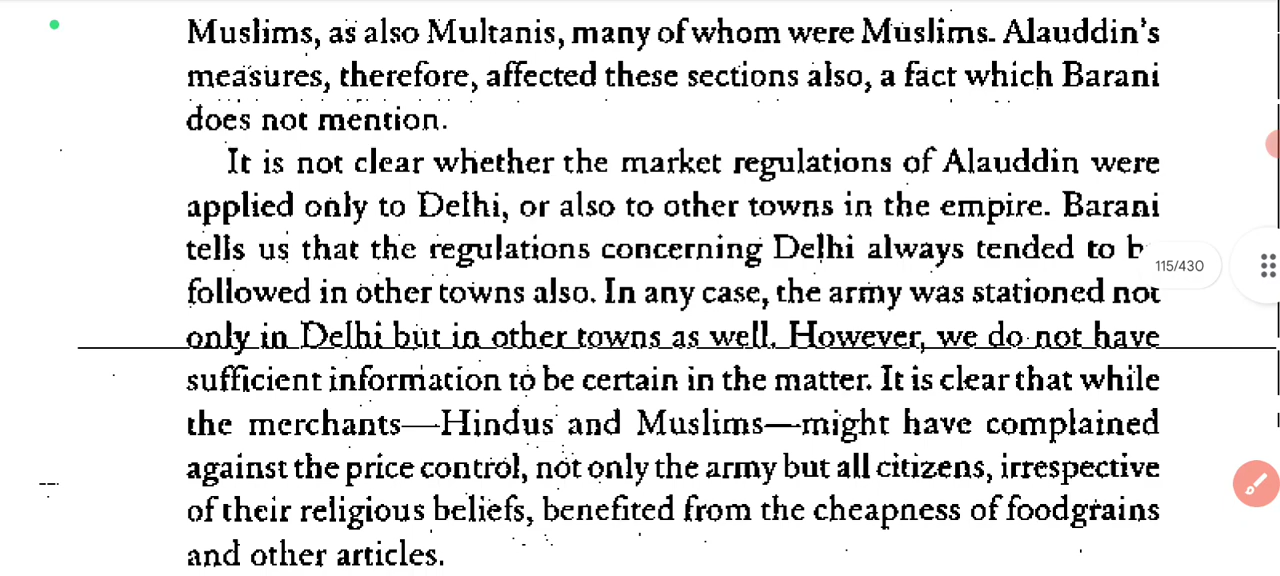 Muslims, as also Multanis, many of whom were Muslims. Alauddin's
measures, therefore, affected these sections also, a fact which Barani
does not mention.
It is not clear whether the market regulations of Alauddin were
applied only to Delhi, or also to other towns in the empire. Barani
tells us that the regulations concerning Delhi always tended to b
115/430
followed in other towns also. In any case, the army was stationed not
only in Delhi but in other towns as well. However, we do not have
sufficient information to be certain in the matter. It is clear that while
the merchants—Hindus and Muslims—might have complained
against the price control, not only the army but all citizens, irrespective
of their religious beliefs, benefited from the cheapness of foodgrains
and other articles.